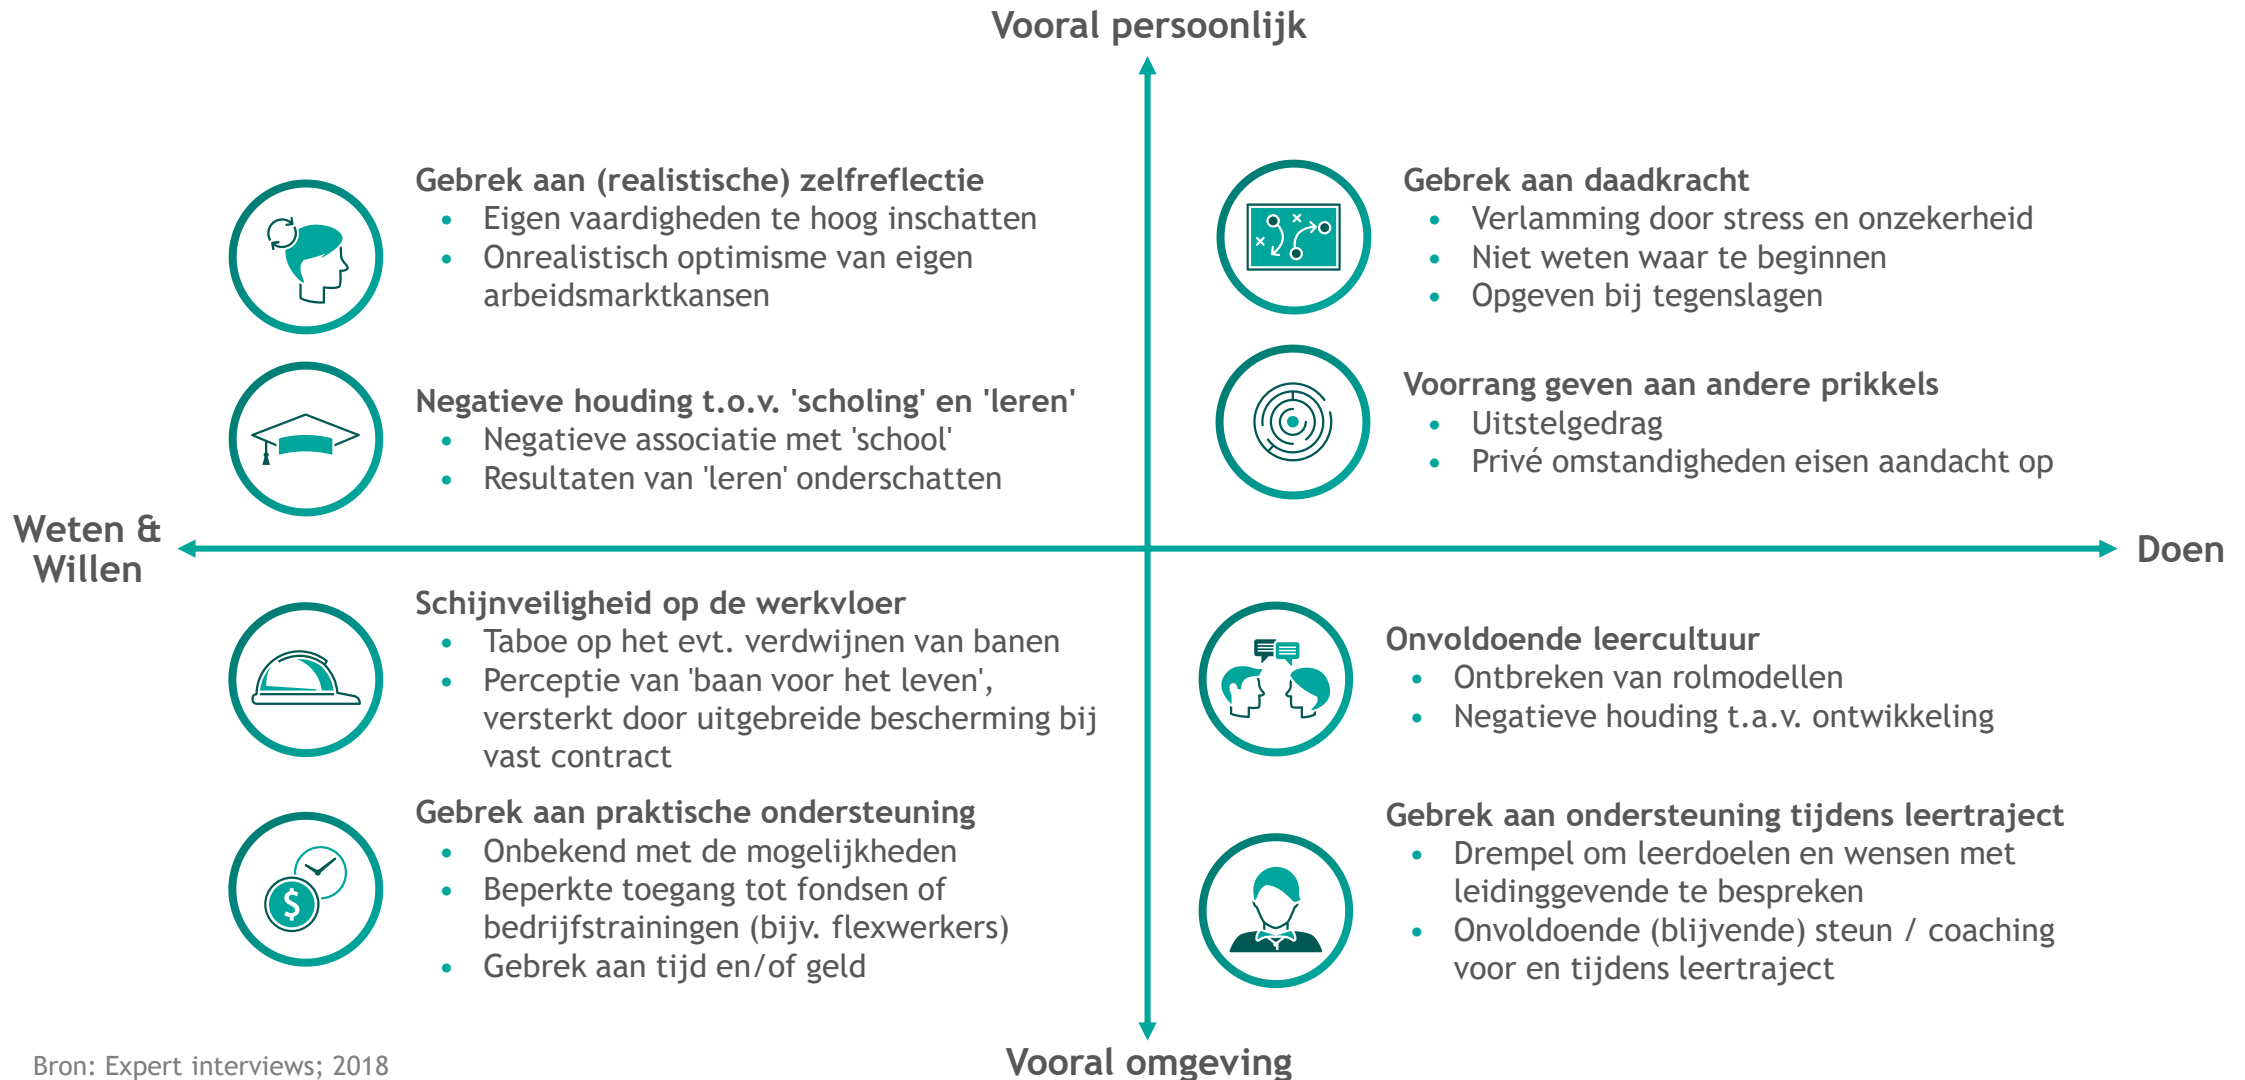 Vooral persoonlijk
Gebrek aan (realistische) zelfreflectie
• Eigen vaardigheden te hoog inschatten
• Onrealistisch optimisme van eigen
arbeidsmarktkansen
Negatieve houding t.o.v. 'scholing' en 'leren'
• Negatieve associatie met 'school'
• Resultaten van 'leren' onderschatten
Gebrek aan daadkracht
• Verlamming door stress en onzekerheid
• Niet weten waar te beginnen
• Opgeven bij tegenslagen
Voorrang geven aan andere prikkels
• Uitstelgedrag
• Privé omstandigheden eisen aandacht op
Weten &
Willen
Doen
Schijnveiligheid op de werkvloer
• Taboe op het evt. verdwijnen van banen
• Perceptie van 'baan voor het leven',
versterkt door uitgebreide bescherming bij
vast contract
Gebrek aan praktische ondersteuning
• Onbekend met de mogelijkheden
• Beperkte toegang tot fondsen of
bedrijfstrainingen (bijv. flexwerkers)
• Gebrek aan tijd en/of geld
$
Onvoldoende leercultuur
• Ontbreken van rolmodellen
• Negatieve houding t.a.v. ontwikkeling
Gebrek aan ondersteuning tijdens leertraject
• Drempel om leerdoelen en wensen met
leidinggevende te bespreken
• Onvoldoende (blijvende) steun / coaching
voor en tijdens leertraject
Vooral omgeving
Bron: Expert interviews; 2018